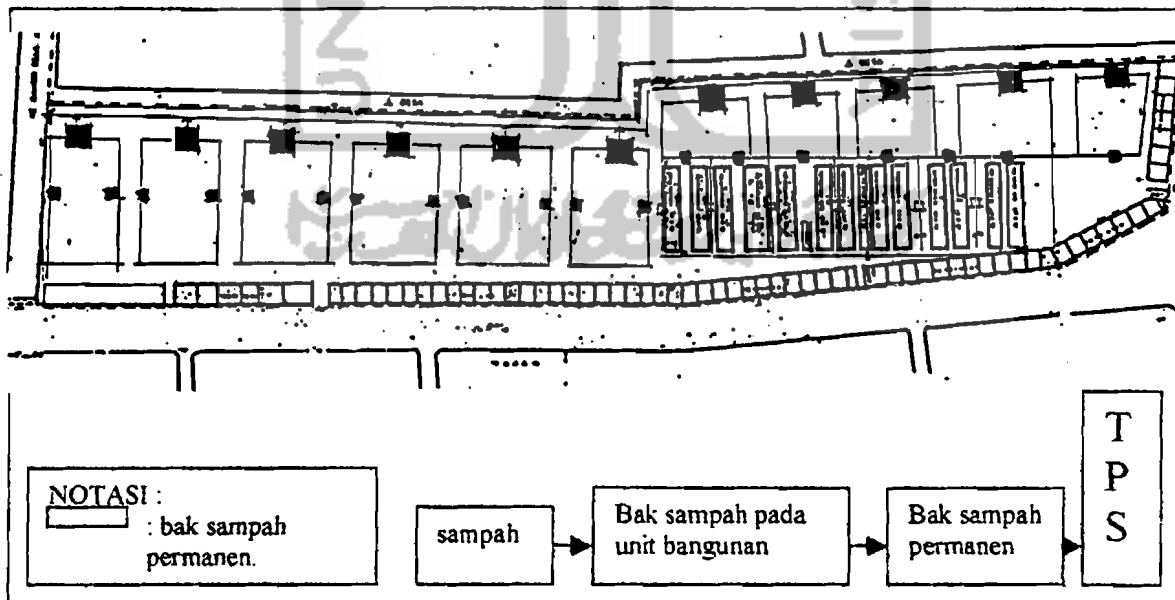 NOTASI :
: bak sampah
permanen.
sampah
Bak sampah pada
unit bangunan
Bak sampah
permanen
T
P
S